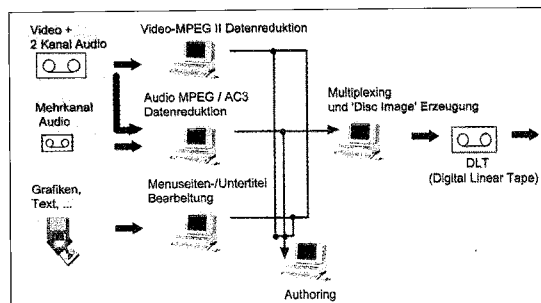 Video +
2 Kanal Audio
Video-MPEG II Datenreduktion
Mehrkanal
Audio
Audio MPEG / AC3
Datenreduktion
Multiplexing
und 'Disc Image' Erzeugung
DLT
(Digital Linear Tape)
Grafiken,
Text, ...
Menuseiten-/Untertitel
Bearbeitung
Authoring